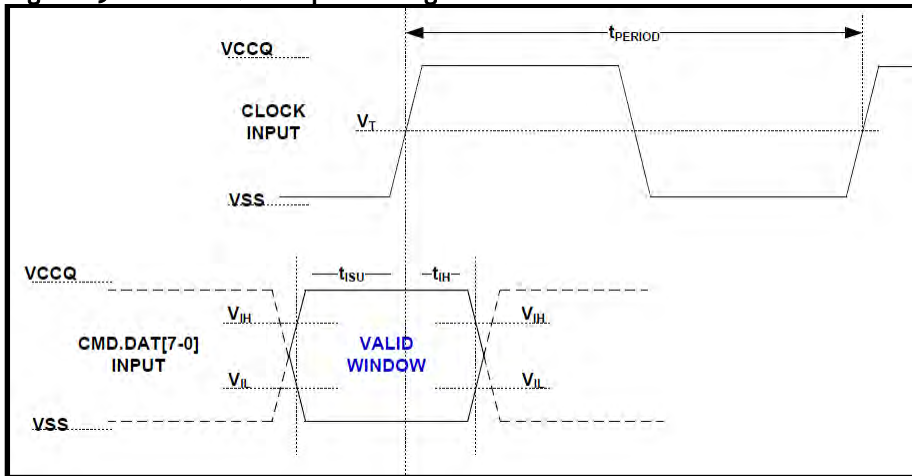 tPERIOD
VCCQ
CLOCK
INPUT
VT
VSS
tISU
tIH
VCCQ
VIH
VIH
CMD.DAT[7-0]
INPUT
VALID
WINDOW
VIL
VIL
VSS